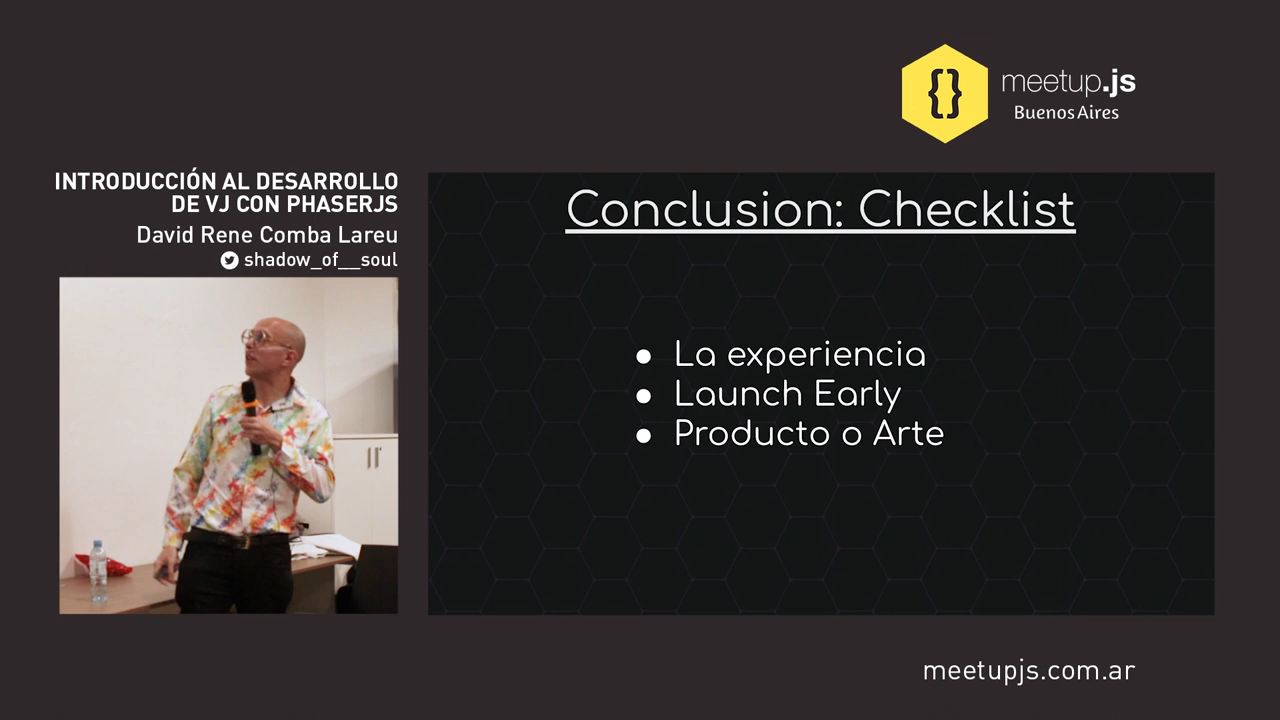 {}
meetup.js
Buenos Aires
INTRODUCCIÓN AL DESARROLLO
DE VJ CON PHASERJS
David Rene Comba Lareu
shadow_of__soul
Conclusion: Checklist
● La experiencia
● Launch Early
● Producto o Arte
meetupjs.com.ar